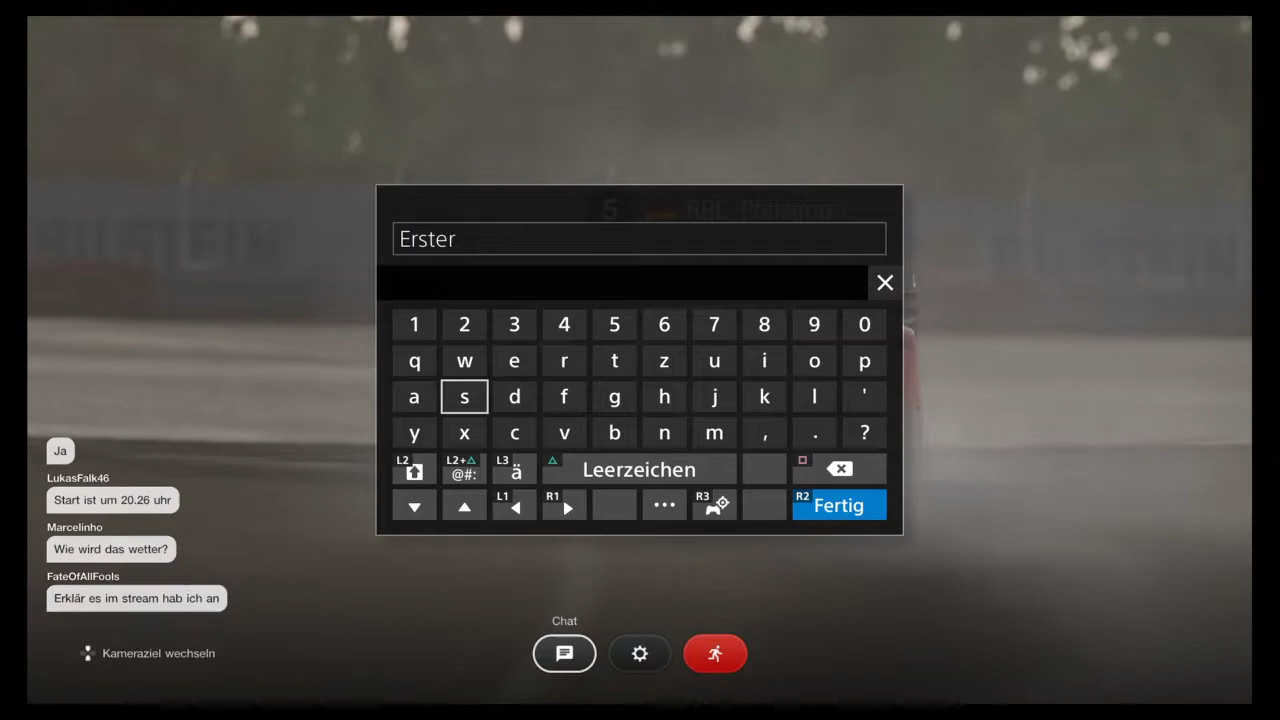 5
Erster
1 2 3 4 5 6 7 8 9 0
q w e r t z u i o p
a s d f g h j k l '
y x c v b n m , . ?
L2 L2+△ @#: L3 ä △ Leerzeichen
L1 R1 ... R3 R2 Fertig
Ja
LukasFalk46
Start ist um 20.26 uhr
Marcelinho
Wie wird das wetter?
FateOfAllFools
Erklär es im stream hab ich an
Chat
Kameraziel wechseln